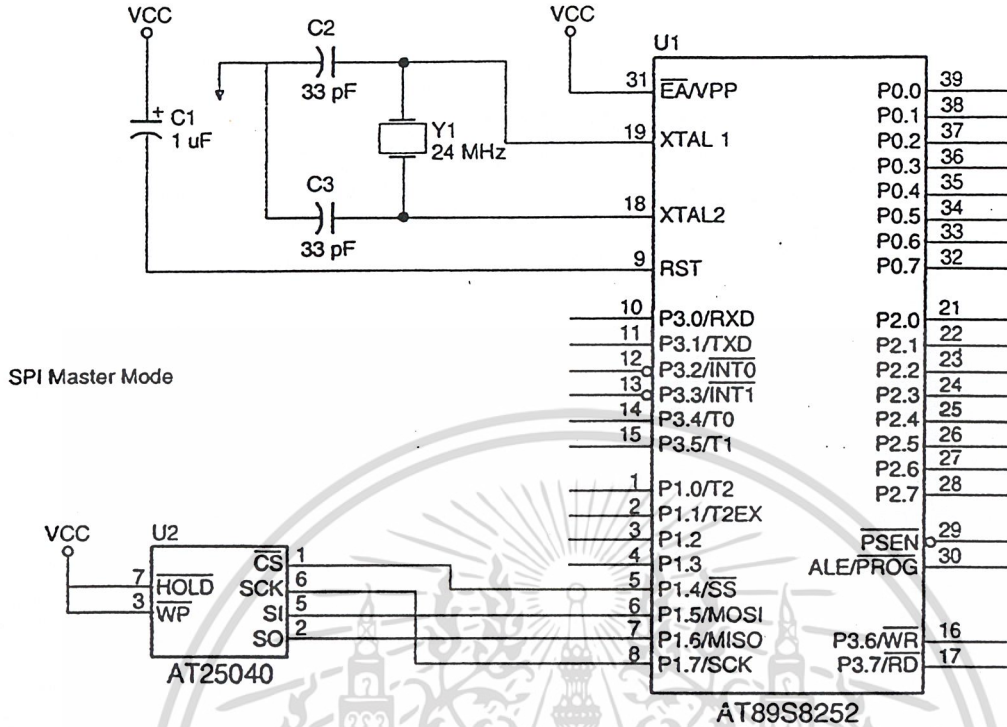 VCC
C1
1 uF
+
C2
33 pF
Y1
24 MHz
C3
33 pF
VCC
U1
31 EA/VPP
19 XTAL 1
18 XTAL2
9 RST
10 P3.0/RXD
11 P3.1/TXD
12 P3.2/INT0
13 P3.3/INT1
14 P3.4/T0
15 P3.5/T1
1 P1.0/T2
2 P1.1/T2EX
3 P1.2
4 P1.3
5 P1.4/SS
6 P1.5/MOSI
7 P1.6/MISO
8 P1.7/SCK
P0.0 39
P0.1 38
P0.2 37
P0.3 36
P0.4 35
P0.5 34
P0.6 33
P0.7 32
P2.0 21
P2.1 22
P2.2 23
P2.3 24
P2.4 25
P2.5 26
P2.6 27
P2.7 28
PSEN 29
ALE/PROG 30
P3.6/WR 16
P3.7/RD 17
AT89S8252
SPI Master Mode
VCC
U2
7 HOLD
3 WP
CS 1
SCK 6
SI 5
SO 2
AT25040